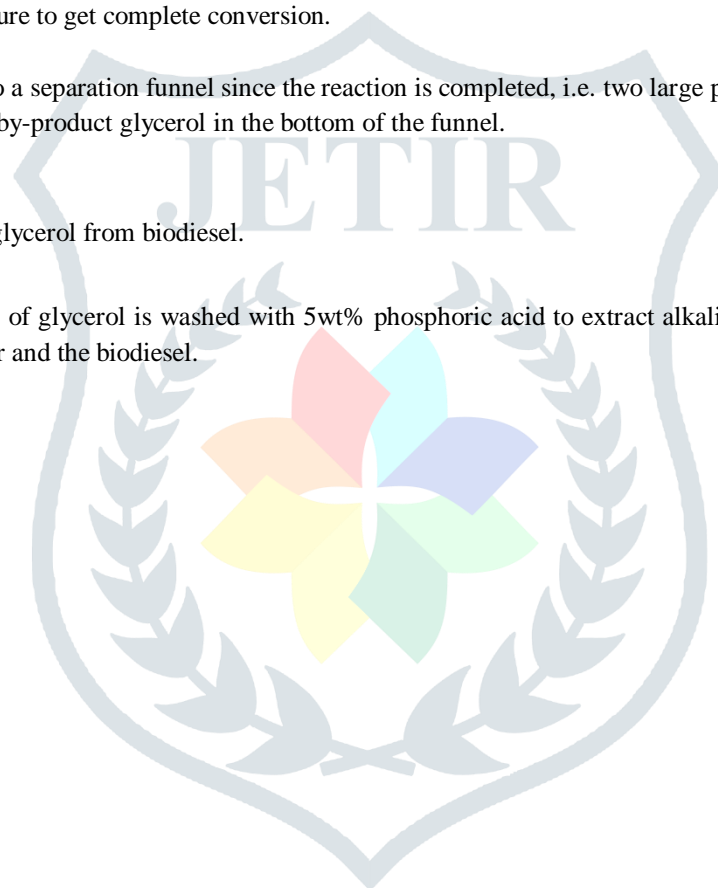 ure to get complete conversion.
o a separation funnel since the reaction is completed, i.e. two large p
by-product glycerol in the bottom of the funnel.
JETIR
glycerol from biodiesel.
of glycerol is washed with 5wt% phosphoric acid to extract alkali
r and the biodiesel.